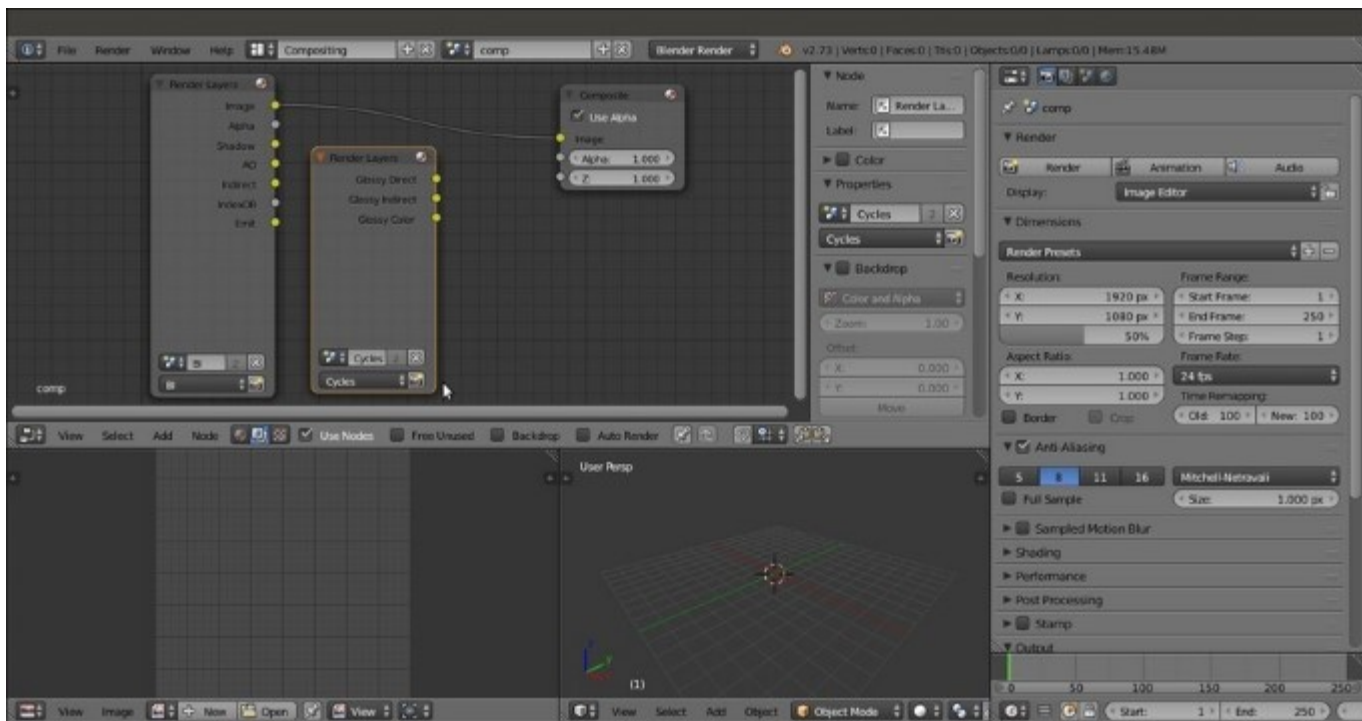 File Render Window Help Compositing comp Blender Render v2.73 | Verts:0 | Faces:0 | Tris:0 | Objects:0/0 | Lamps:0/0 | Mem:15.48M
Render Layers
Image
Alpha
Shadow
AO
Indirect
IndexOB
Emit
BI 2
BI
Render Layers
Glossy Direct
Glossy Indirect
Glossy Color
Cycles 2
Cycles
Composite
Use Alpha
Image
Alpha: 1.000
Z: 1.000
comp
Node
Name: Render La...
Label:
Color
Properties
Cycles 2
Cycles
Backdrop
Color and Alpha
Zoom: 1.00
Offset:
X: 0.000
Y: 0.000
Move
comp
Render
Render Animation Audio
Display: Image Editor
Dimensions
Render Presets
Resolution: Frame Range:
X: 1920 px Start Frame: 1
Y: 1080 px End Frame: 250
50% Frame Step: 1
Aspect Ratio: Frame Rate:
X: 1.000 24 fps
Y: 1.000 Time Remapping:
Border Crop Old: 100 New: 100
Anti-Aliasing
5 8 11 16 Mitchell-Netravali
Full Sample Size: 1.000 px
Sampled Motion Blur
Shading
Performance
Post Processing
Stamp
Output
View Select Add Node Use Nodes Free Unused Backdrop Auto Render
User Persp
(1)
0 50 100 150 200 250
View Image New Open View
View Select Add Object Object Mode
Start: 1 End: 250